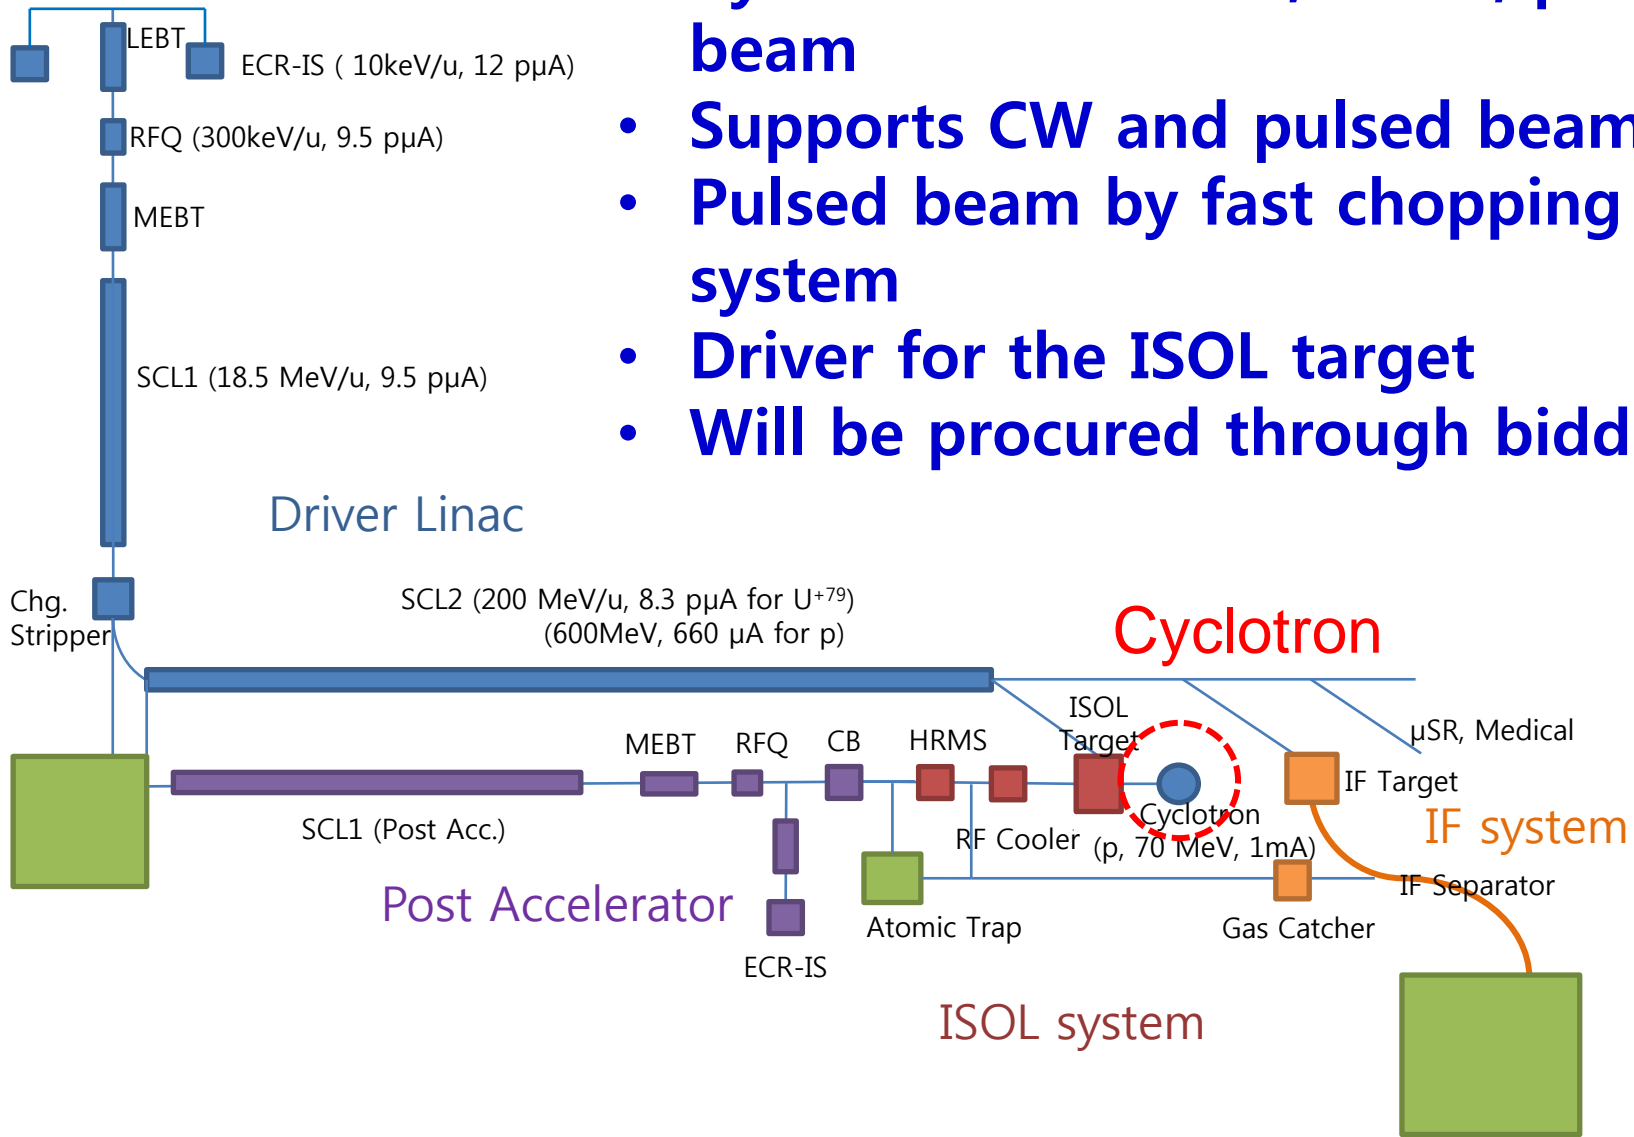 beam
• Supports CW and pulsed beam
• Pulsed beam by fast chopping
system
• Driver for the ISOL target
• Will be procured through bidd
LEBT
ECR-IS ( 10keV/u, 12 pμA)
RFQ (300keV/u, 9.5 pμA)
MEBT
SCL1 (18.5 MeV/u, 9.5 pμA)
Driver Linac
Chg.
Stripper
SCL2 (200 MeV/u, 8.3 pμA for U+79)
(600MeV, 660 μA for p)
Cyclotron
ISOL
Target
μSR, Medical
MEBT
RFQ
CB
HRMS
IF Target
SCL1 (Post Acc.)
RF Cooler
Cyclotron
(p, 70 MeV, 1mA)
IF system
Post Accelerator
IF Separator
Atomic Trap
Gas Catcher
ECR-IS
ISOL system